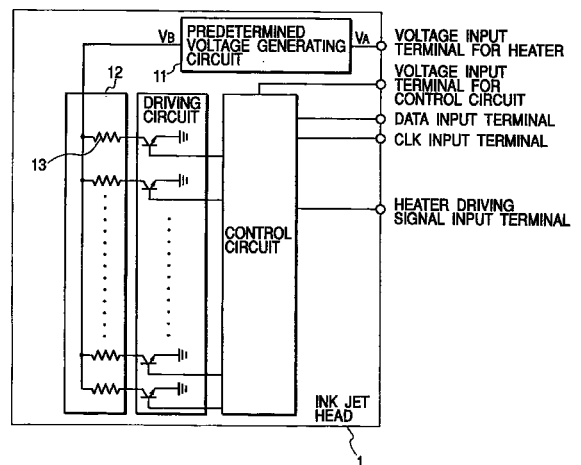 VB
PREDETERMINED
VOLTAGE GENERATING
CIRCUIT
VA
VOLTAGE INPUT
TERMINAL FOR HEATER
11
12
VOLTAGE INPUT
TERMINAL FOR
CONTROL CIRCUIT
DRIVING
CIRCUIT
DATA INPUT TERMINAL
CLK INPUT TERMINAL
13
HEATER DRIVING
SIGNAL INPUT TERMINAL
CONTROL
CIRCUIT
INK JET
HEAD
1